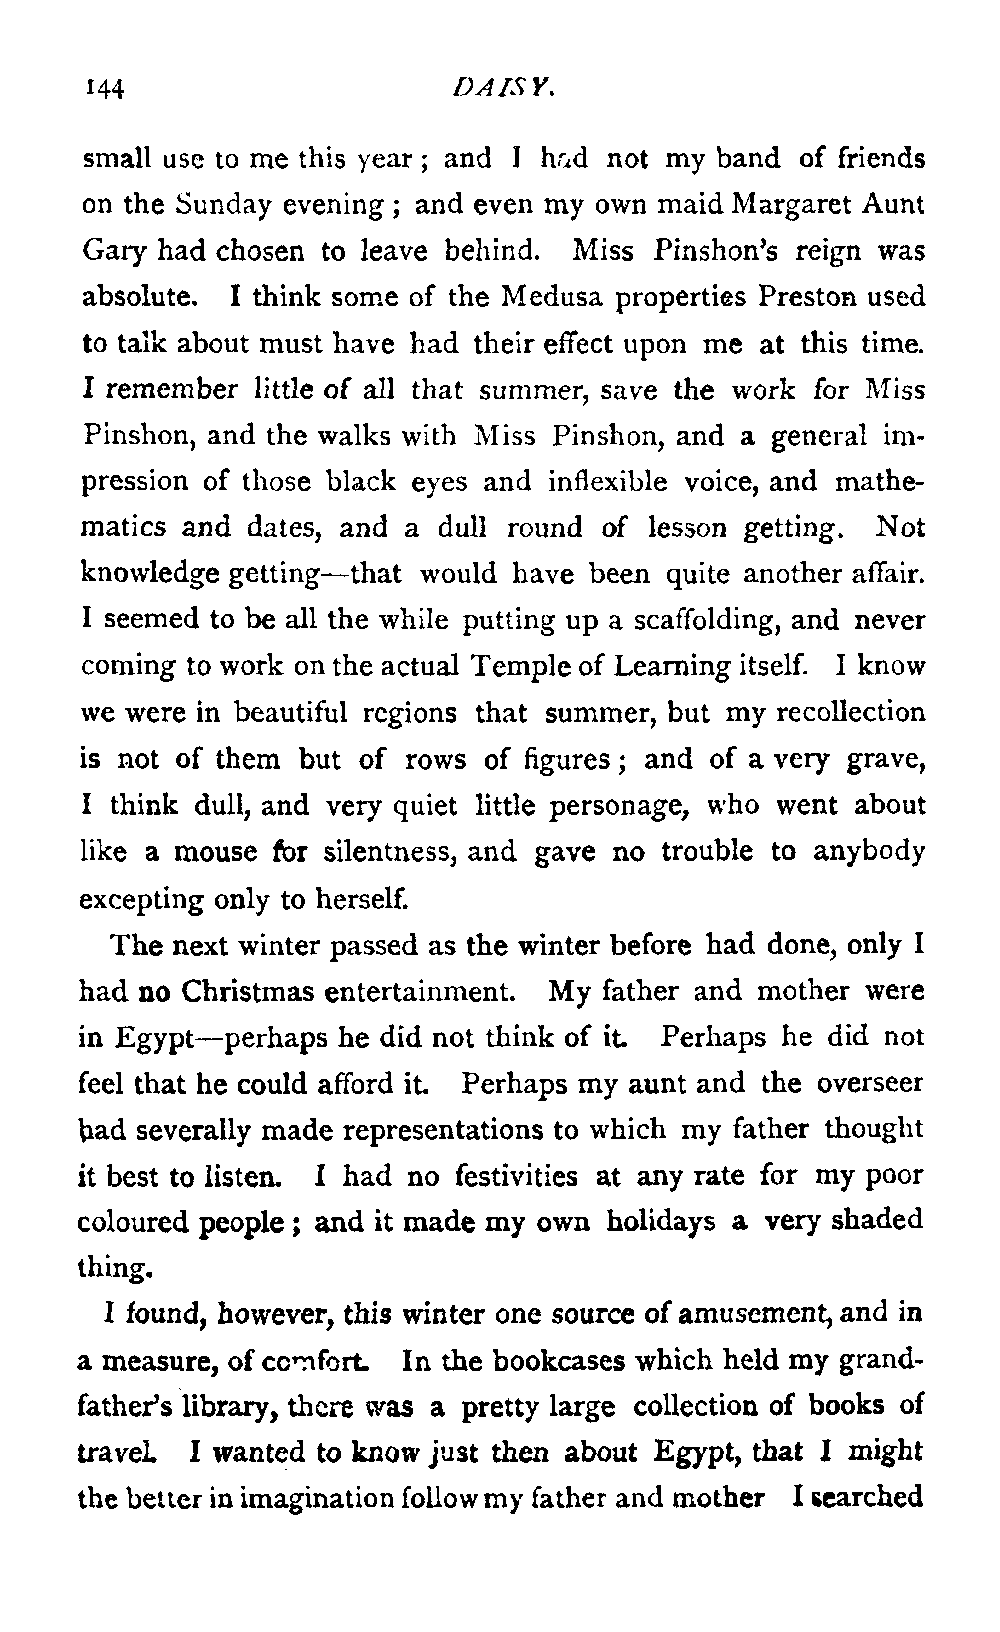 144 DAISY.
small use to me this year; and I had not my band of friends
on the Sunday evening; and even my own maid Margaret Aunt
Gary had chosen to leave behind. Miss Pinshon's reign was
absolute. I think some of the Medusa properties Preston used
to talk about must have had their effect upon me at this time.
I remember little of all that summer, save the work for Miss
Pinshon, and the walks with Miss Pinshon, and a general im-
pression of those black eyes and inflexible voice, and mathe-
matics and dates, and a dull round of lesson getting. Not
knowledge getting—that would have been quite another affair.
I seemed to be all the while putting up a scaffolding, and never
coming to work on the actual Temple of Learning itself. I know
we were in beautiful regions that summer, but my recollection
is not of them but of rows of figures; and of a very grave,
I think dull, and very quiet little personage, who went about
like a mouse for silentness, and gave no trouble to anybody
excepting only to herself.
The next winter passed as the winter before had done, only I
had no Christmas entertainment. My father and mother were
in Egypt—perhaps he did not think of it. Perhaps he did not
feel that he could afford it. Perhaps my aunt and the overseer
had severally made representations to which my father thought
it best to listen. I had no festivities at any rate for my poor
coloured people; and it made my own holidays a very shaded
thing.
I found, however, this winter one source of amusement, and in
a measure, of comfort. In the bookcases which held my grand-
father's library, there was a pretty large collection of books of
travel. I wanted to know just then about Egypt, that I might
the better in imagination follow my father and mother I searched